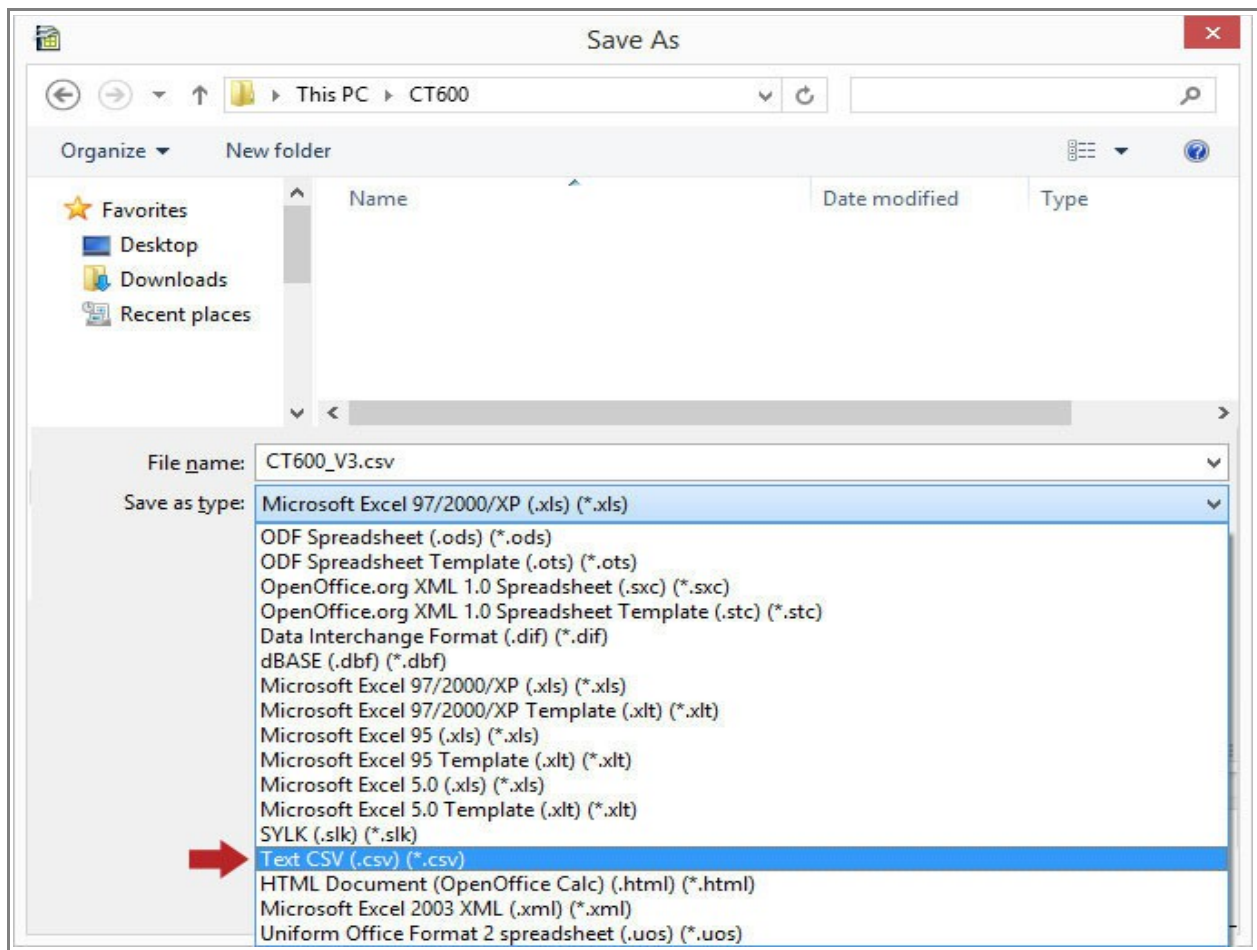 Save As
This PC CT600
Organize New folder
Name Date modified Type
Favorites
Desktop
Downloads
Recent places
File name: CT600_V3.csv
Save as type: Microsoft Excel 97/2000/XP (.xls) (*.xls)
ODF Spreadsheet (.ods) (*.ods)
ODF Spreadsheet Template (.ots) (*.ots)
OpenOffice.org XML 1.0 Spreadsheet (.sxc) (*.sxc)
OpenOffice.org XML 1.0 Spreadsheet Template (.stc) (*.stc)
Data Interchange Format (.dif) (*.dif)
dBASE (.dbf) (*.dbf)
Microsoft Excel 97/2000/XP (.xls) (*.xls)
Microsoft Excel 97/2000/XP Template (.xlt) (*.xlt)
Microsoft Excel 95 (.xls) (*.xls)
Microsoft Excel 95 Template (.xlt) (*.xlt)
Microsoft Excel 5.0 (.xls) (*.xls)
Microsoft Excel 5.0 Template (.xlt) (*.xlt)
SYLK (.slk) (*.slk)
Text CSV (.csv) (*.csv)
HTML Document (OpenOffice Calc) (.html) (*.html)
Microsoft Excel 2003 XML (.xml) (*.xml)
Uniform Office Format 2 spreadsheet (.uos) (*.uos)